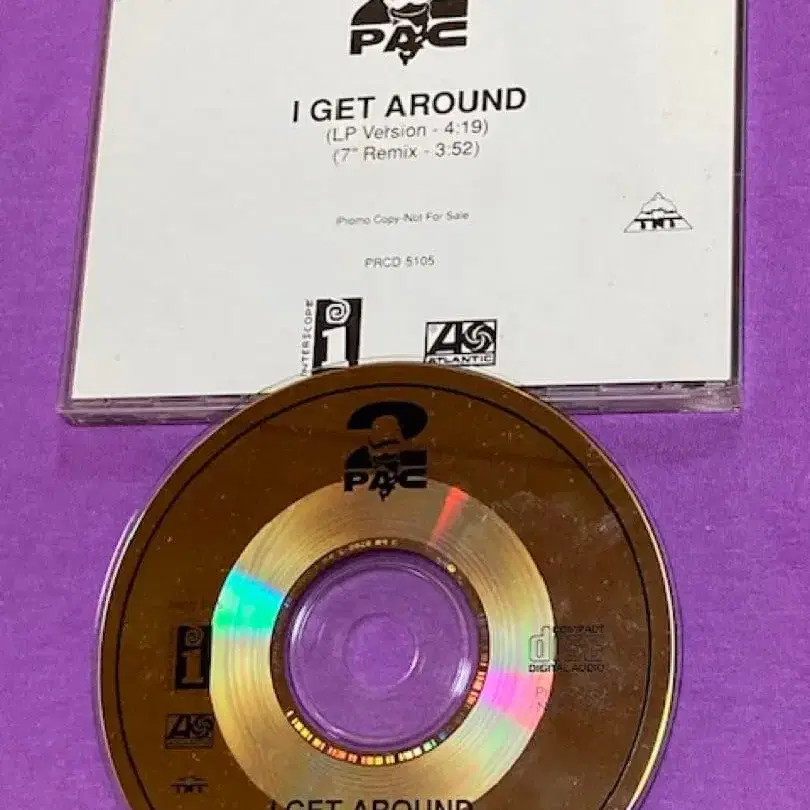 2
PAC
I GET AROUND
(LP Version - 4:19)
(7" Remix - 3:52)
Promo Copy-Not For Sale
TNT
PRCD 5105
INTERSCOPE
i
A
ATLANTIC
2
PAC
COMPACT
disc
DIGITAL AUDIO
i
A
TNT
I GET AROUND